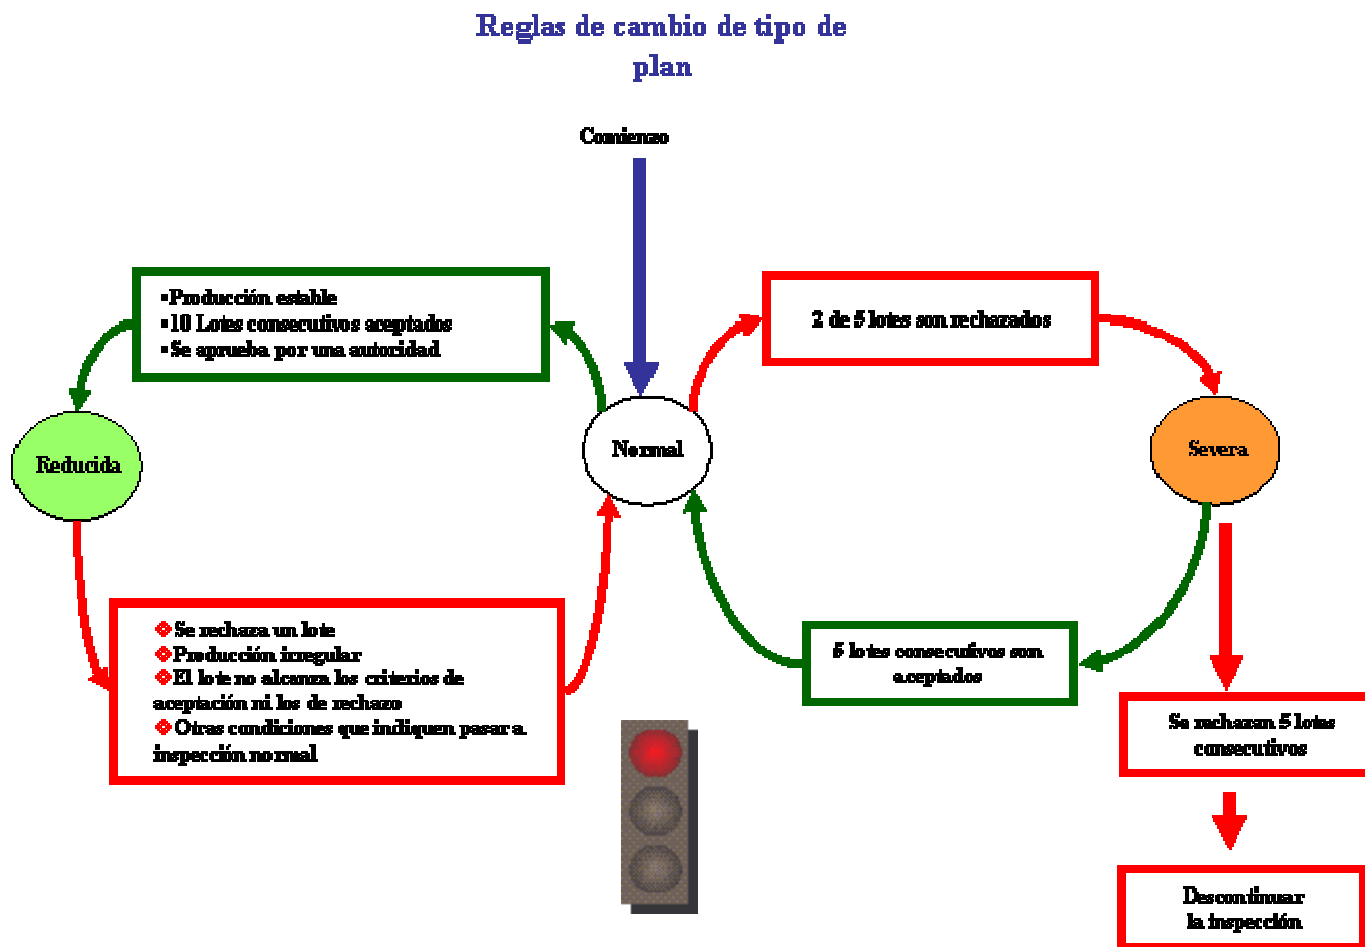 Reglas de cambio de tipo de
plan
Comienzo
▪Producción estable
▪10 Lotes consecutivos aceptados
▪Se aprueba por una autoridad
2 de 5 lotes son rechazados
Reducida
Normal
Severa
❖Se rechaza un lote
❖Producción irregular
❖El lote no alcanza los criterios de
aceptación ni los de rechazo
❖Otras condiciones que indiquen pasar a
inspección normal
5 lotes consecutivos son
aceptados
Se rechazan 5 lotes
consecutivos
Descontinuar
la inspección